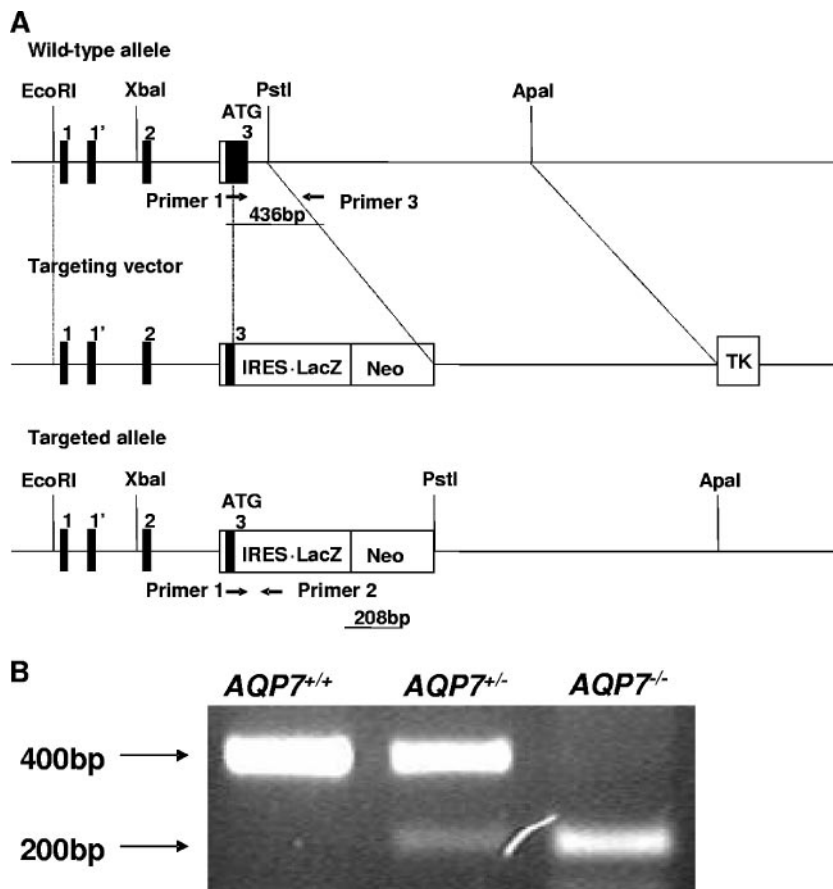 A
Wild-type allele
EcoRI XbaI PstI ApaI
ATG
1 1' 2 3
Primer 1 Primer 3
436bp
Targeting vector
1 1' 2 3
IRES·LacZ Neo TK
Targeted allele
EcoRI XbaI PstI ApaI
ATG
1 1' 2 3
IRES·LacZ Neo
Primer 1 Primer 2
208bp
B
AQP7+/+ AQP7+/- AQP7-/-
400bp
200bp